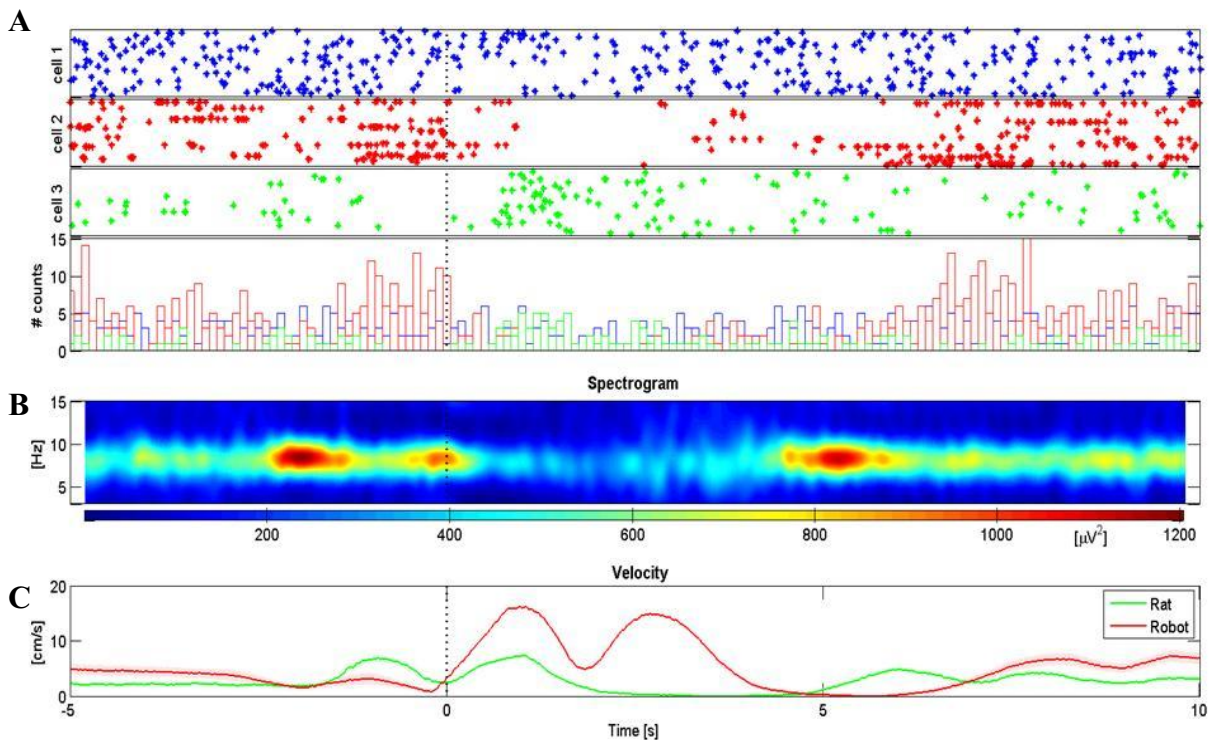 A
cell 1
cell 2
cell 3
15
10
5
0
# counts
Spectrogram
B
15
10
5
[Hz]
200 400 600 800 1000 1200
[µV²]
Velocity
C
20
10
0
[cm/s]
Rat
Robot
-5 0 5 10
Time [s]